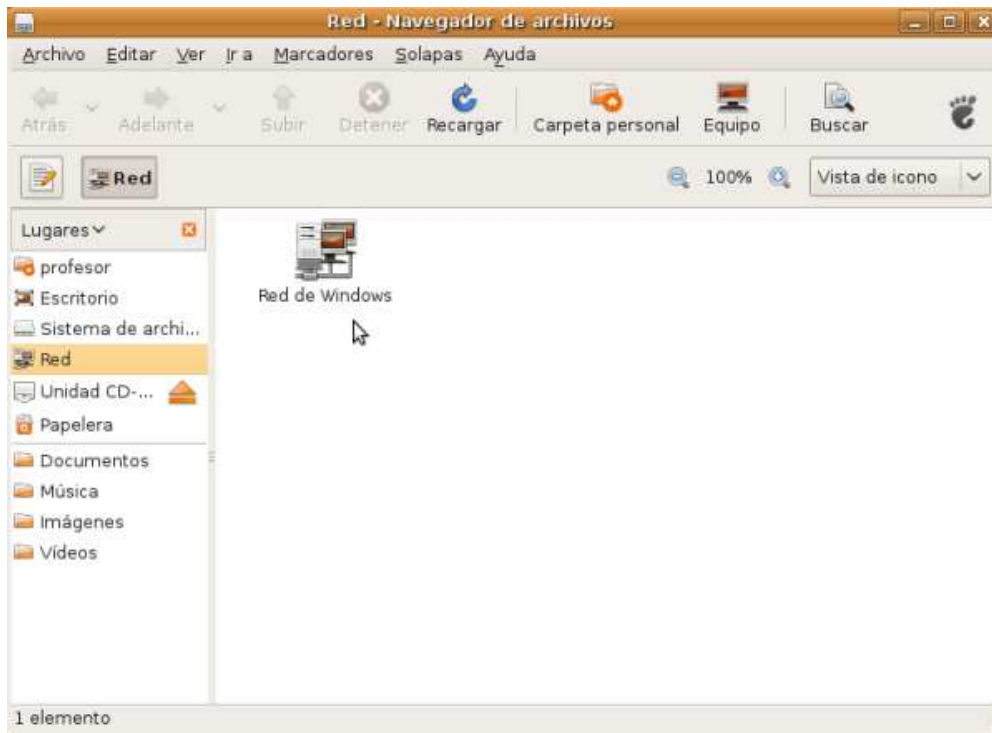 Red - Navegador de archivos
Archivo Editar Ver Ir a Marcadores Solapas Ayuda
Atrás Adelante Subir Detener Recargar Carpeta personal Equipo Buscar
Red 100% Vista de icono
Lugares
profesor
Escritorio
Sistema de archi...
Red
Unidad CD-...
Papelera
Documentos
Música
Imágenes
Vídeos
Red de Windows
1 elemento